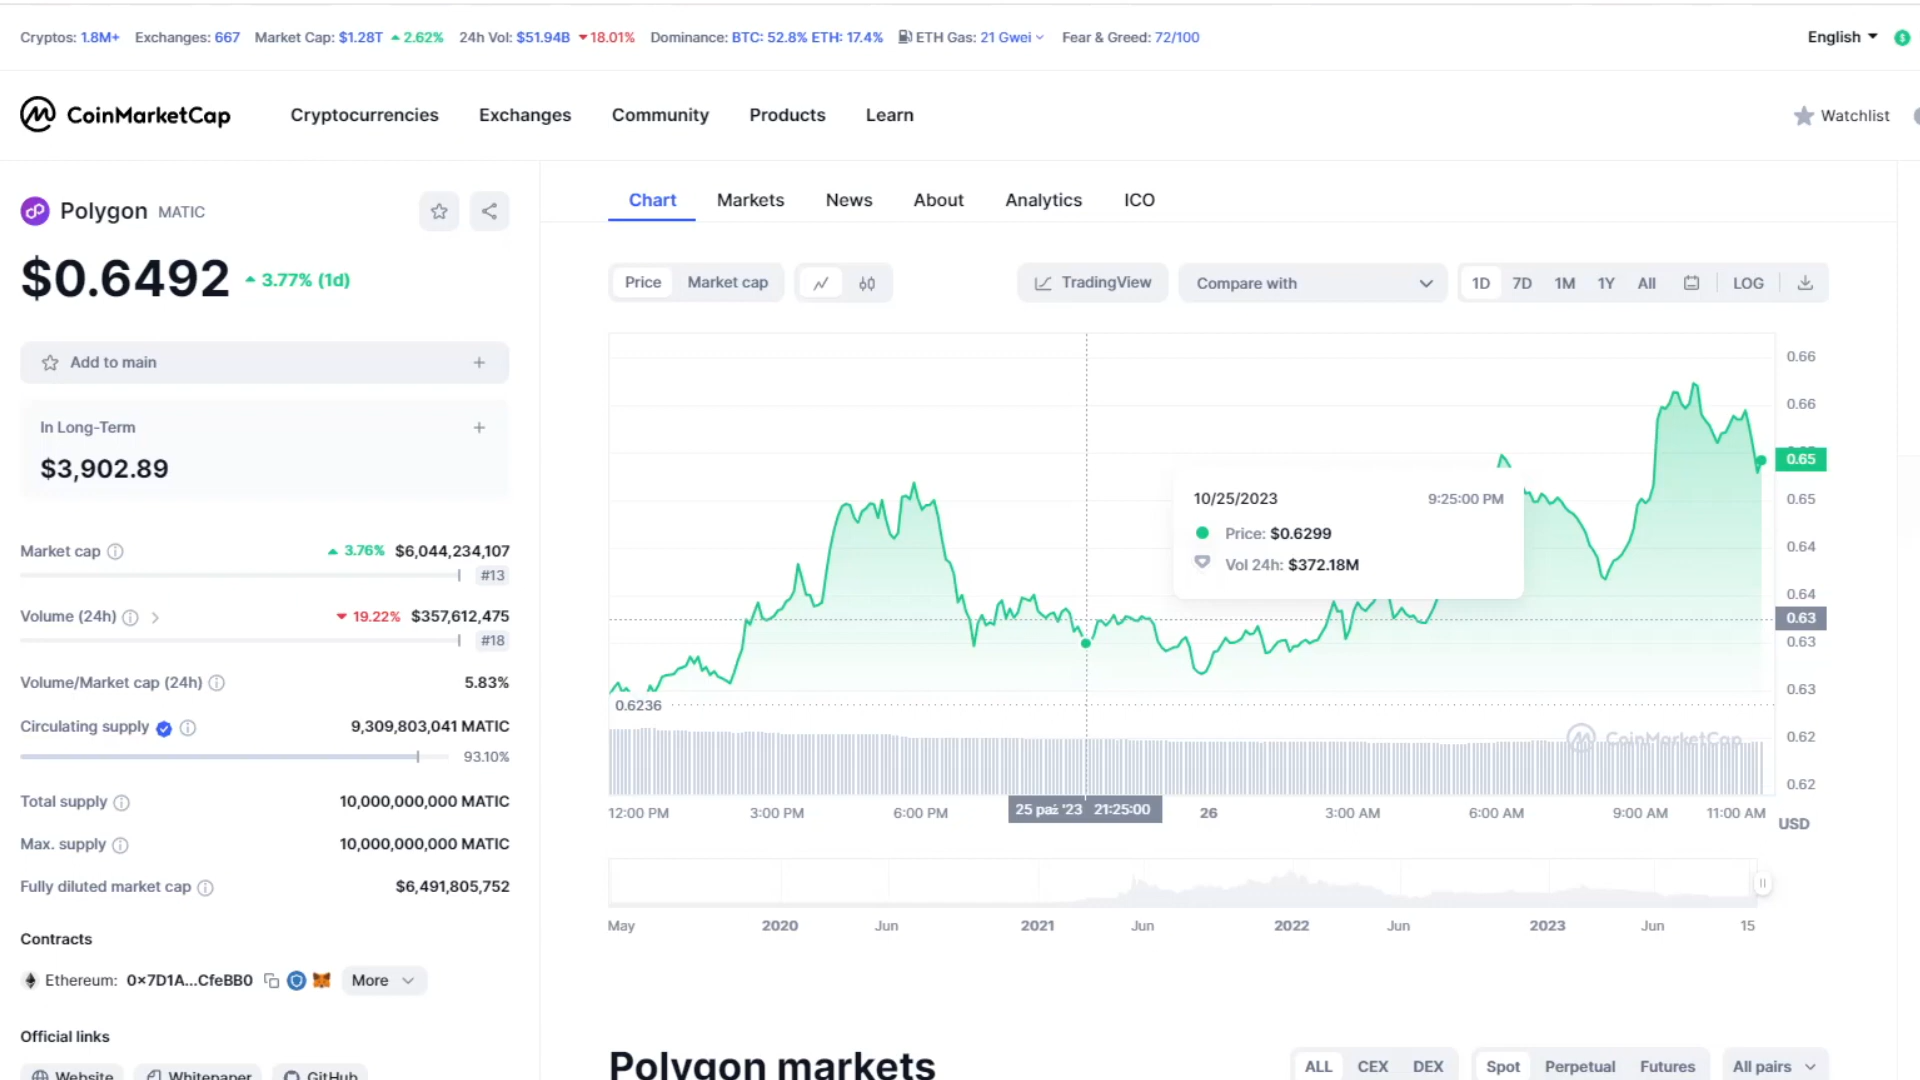 Cryptos: 1.8M+ Exchanges: 667 Market Cap: $1.28T 2.62% 24h Vol: $51.94B 18.01% Dominance: BTC: 52.8% ETH: 17.4% ETH Gas: 21 Gwei Fear & Greed: 72/100
English
CoinMarketCap
Cryptocurrencies Exchanges Community Products Learn
Watchlist
Polygon MATIC
$0.6492 3.77% (1d)
Add to main +
In Long-Term +
$3,902.89
Market cap 3.76% $6,044,234,107
#13
Volume (24h) 19.22% $357,612,475
#18
Volume/Market cap (24h) 5.83%
Circulating supply 9,309,803,041 MATIC
93.10%
Total supply 10,000,000,000 MATIC
Max. supply 10,000,000,000 MATIC
Fully diluted market cap $6,491,805,752
Contracts
Ethereum: 0x7D1A...CfeBB0 More
Official links
Website Whitepaper GitHub
Chart Markets News About Analytics ICO
Price Market cap TradingView Compare with 1D 7D 1M 1Y All LOG
0.66
0.66
0.65
0.65
0.64
0.64
0.63
0.63
0.63
0.62
0.62
10/25/2023 9:25:00 PM
Price: $0.6299
Vol 24h: $372.18M
0.6236
CoinMarketCap
12:00 PM 3:00 PM 6:00 PM 25 paź '23 21:25:00 26 3:00 AM 6:00 AM 9:00 AM 11:00 AM
USD
May 2020 Jun 2021 Jun 2022 Jun 2023 Jun 15
Polygon markets
ALL CEX DEX Spot Perpetual Futures All pairs